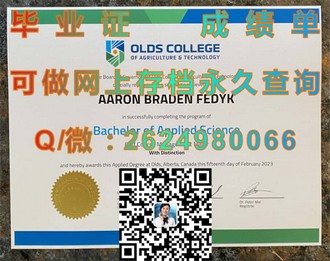 毕业证 成绩单
OLDS COLLEGE
OF AGRICULTURE & TECHNOLOGY
可做网上存档永久查询
AARON BRADEN FEDYK
in successfully completing the program of
Bachelor of Applied Science
Q/微:2624980066
With Distinction
and hereby awards this Applied Degree at Olds, Alberta, Canada this fifteenth day of February 2023
Registrar